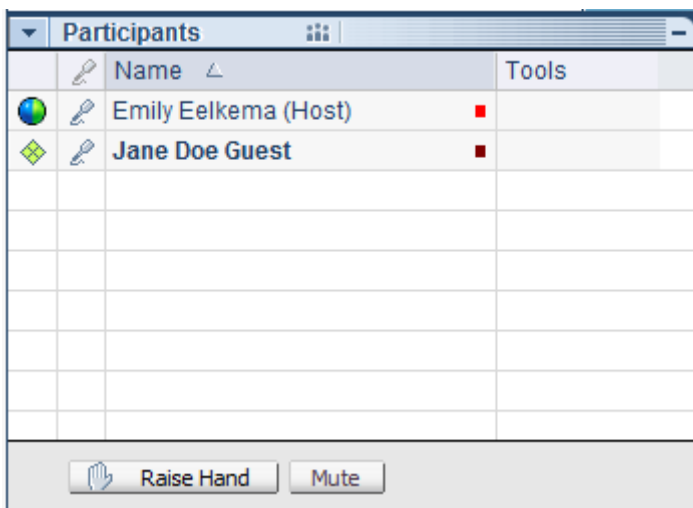 Participants
Name Tools
Emily Eelkema (Host)
Jane Doe Guest
Raise Hand Mute